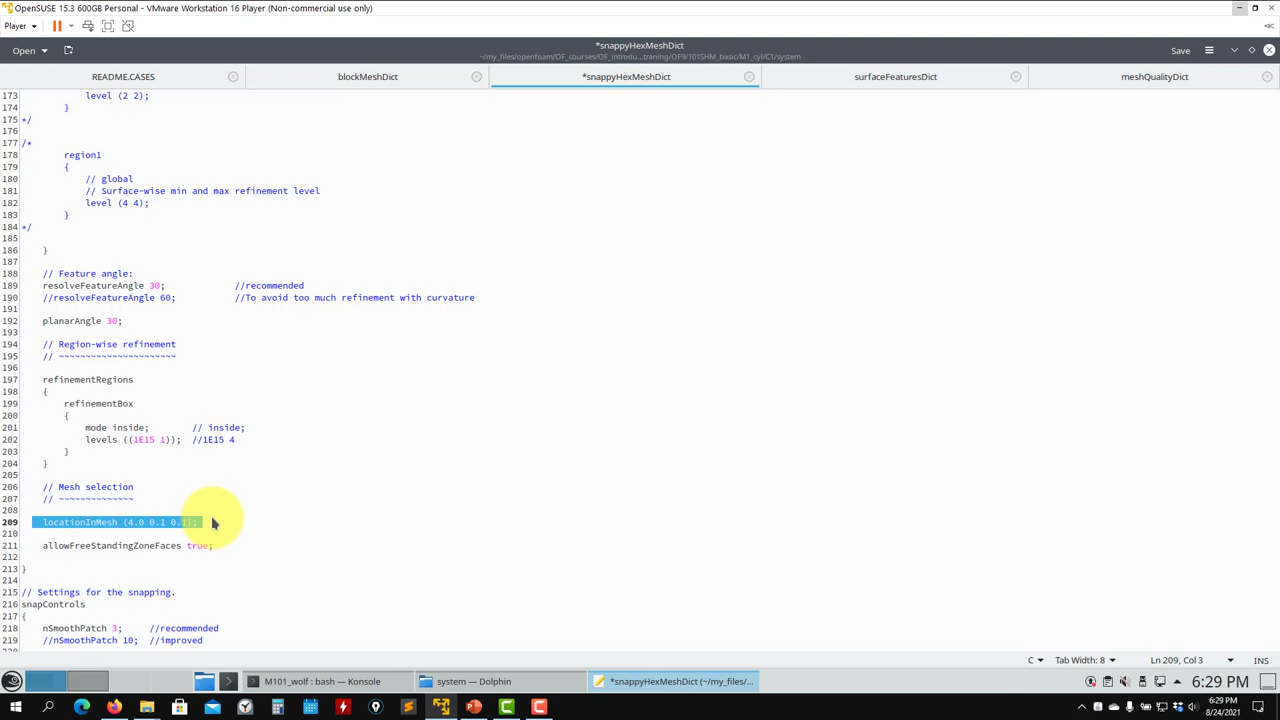 OpenSUSE 15.3 600GB Personal - VMware Workstation 16 Player (Non-commercial use only)
Player
Open
*snappyHexMeshDict
~/my_files/openfoam/OF_courses/OF_introdu...traning/OF9/101SHM_basic/M1_cyl/C1/system
Save
README.CASES
blockMeshDict
*snappyHexMeshDict
surfaceFeaturesDict
meshQualityDict
173 level (2 2);
174 }
175 */
176
177 /*
178 region1
179 {
180 // global
181 // Surface-wise min and max refinement level
182 level (4 4);
183 }
184 */
185
186 }
187
188 // Feature angle:
189 resolveFeatureAngle 30; //recommended
190 //resolveFeatureAngle 60; //To avoid too much refinement with curvature
191
192 planarAngle 30;
193
194 // Region-wise refinement
195 // ~~~~~~~~~~~~~~~~~~~~~~
196
197 refinementRegions
198 {
199 refinementBox
200 {
201 mode inside; // inside;
202 levels ((1E15 1)); //1E15 4
203 }
204 }
205
206 // Mesh selection
207 // ~~~~~~~~~~~~~~
208
209 locationInMesh (4.0 0.1 0.1);
210
211 allowFreeStandingZoneFaces true;
212
213 }
214
215 // Settings for the snapping.
216 snapControls
217 {
218 nSmoothPatch 3; //recommended
219 //nSmoothPatch 10; //improved
C
Tab Width: 8
Ln 209, Col 3
INS
M101_wolf : bash — Konsole
system — Dolphin
*snappyHexMeshDict (~/my_files/...
6:29 PM
6:29 PM
8/24/2021